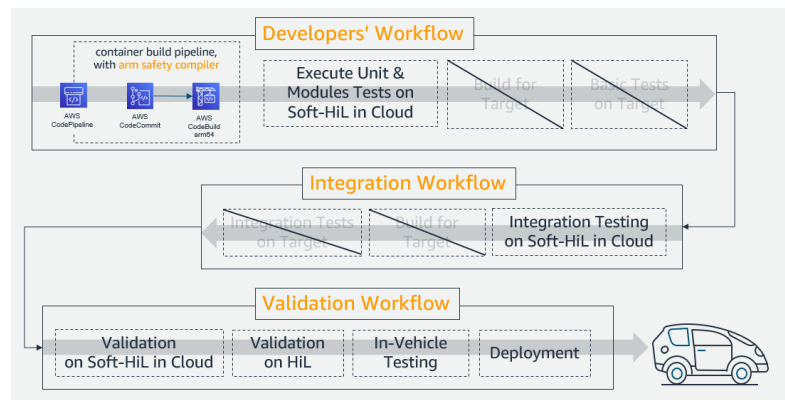 Developers' Workflow
container build pipeline,
with arm safety compiler
AWS
CodePipeline
AWS
CodeCommit
AWS
CodeBuild
arm64
Execute Unit &
Modules Tests on
Soft-HiL in Cloud
Build for
Target
Basic Tests
on Target
Integration Workflow
Integration Tests
on Target
Build for
Target
Integration Testing
on Soft-HiL in Cloud
Validation Workflow
Validation
on Soft-HiL in Cloud
Validation
on HiL
In-Vehicle
Testing
Deployment